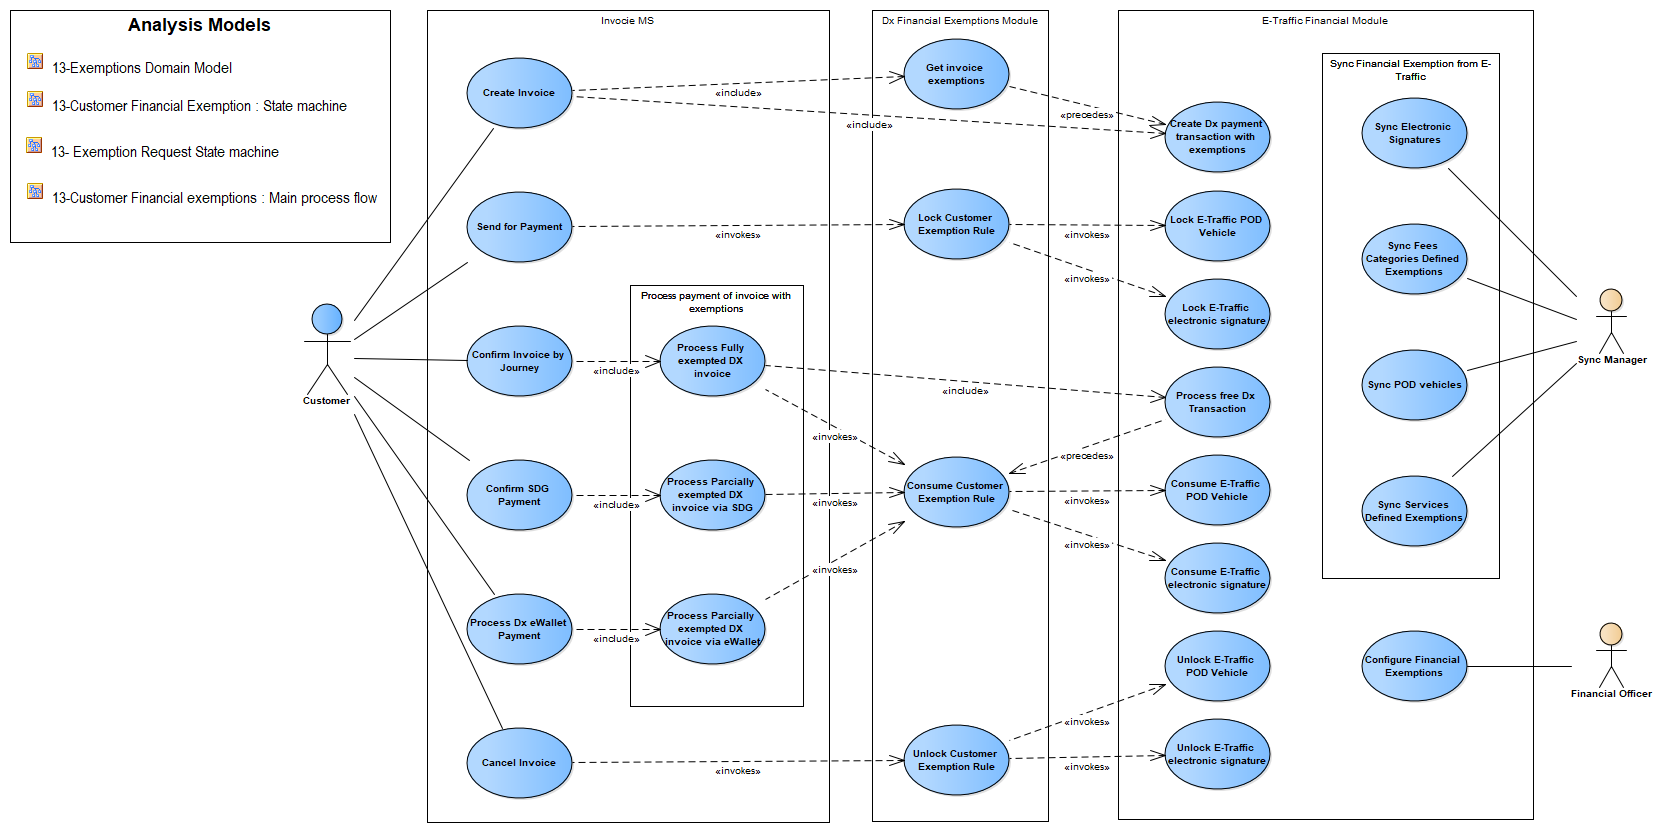 Analysis Models
13-Exemptions Domain Model
13-Customer Financial Exemption : State machine
13- Exemption Request State machine
13-Customer Financial exemptions : Main process flow
Customer
Invocie MS
Create Invoice
Send for Payment
Confirm Invoice by
Journey
Confirm SDG
Payment
Process Dx eWallet
Payment
Cancel Invoice
Process payment of invoice with
exemptions
Process Fully
exempted DX
invoice
Process Parcially
exempted DX
invoice via SDG
Process Parcially
exempted DX
invoice via eWallet
«include»
«include»
«invokes»
«include»
«include»
«include»
«include»
«invokes»
«invokes»
«invokes»
«invokes»
Dx Financial Exemptions Module
Get invoice
exemptions
Lock Customer
Exemption Rule
Consume Customer
Exemption Rule
Unlock Customer
Exemption Rule
«precedes»
«invokes»
«invokes»
«precedes»
«invokes»
«invokes»
«invokes»
«invokes»
E-Traffic Financial Module
Create Dx payment
transaction with
exemptions
Lock E-Traffic POD
Vehicle
Lock E-Traffic
electronic signature
Process free Dx
Transaction
Consume E-Traffic
POD Vehicle
Consume E-Traffic
electronic signature
Unlock E-Traffic
POD Vehicle
Unlock E-Traffic
electronic signature
Sync Financial Exemption from E-
Traffic
Sync Electronic
Signatures
Sync Fees
Categories Defined
Exemptions
Sync POD vehicles
Sync Services
Defined Exemptions
Configure Financial
Exemptions
Sync Manager
Financial Officer